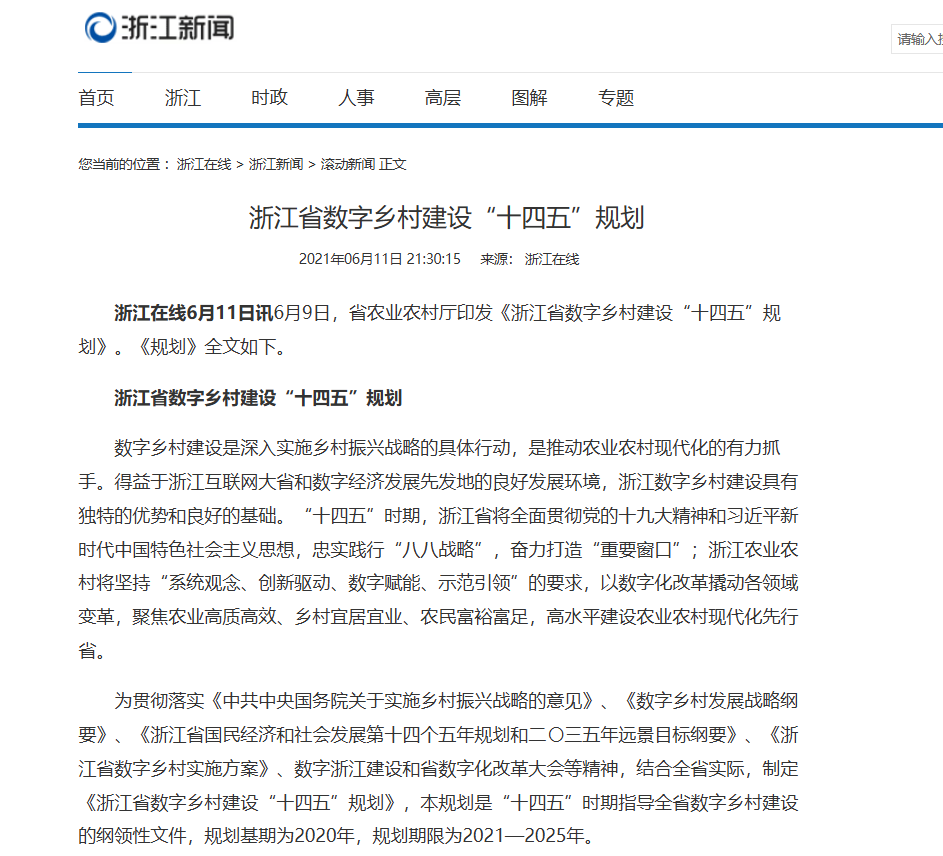 浙江新闻
请输入
首页 浙江 时政 人事 高层 图解 专题
您当前的位置 ：浙江在线 > 浙江新闻 > 滚动新闻 正文
浙江省数字乡村建设“十四五”规划
2021年06月11日 21:30:15 来源： 浙江在线
浙江在线6月11日讯6月9日，省农业农村厅印发《浙江省数字乡村建设“十四五”规
划》。《规划》全文如下。
浙江省数字乡村建设“十四五”规划
数字乡村建设是深入实施乡村振兴战略的具体行动，是推动农业农村现代化的有力抓
手。得益于浙江互联网大省和数字经济发展先发地的良好发展环境，浙江数字乡村建设具有
独特的优势和良好的基础。“十四五”时期，浙江省将全面贯彻党的十九大精神和习近平新
时代中国特色社会主义思想，忠实践行“八八战略”，奋力打造“重要窗口”；浙江农业农
村将坚持“系统观念、创新驱动、数字赋能、示范引领”的要求，以数字化改革撬动各领域
变革，聚焦农业高质高效、乡村宜居宜业、农民富裕富足，高水平建设农业农村现代化先行
省。
为贯彻落实《中共中央国务院关于实施乡村振兴战略的意见》、《数字乡村发展战略纲
要》、《浙江省国民经济和社会发展第十四个五年规划和二〇三五年远景目标纲要》、《浙
江省数字乡村实施方案》、数字浙江建设和省数字化改革大会等精神，结合全省实际，制定
《浙江省数字乡村建设“十四五”规划》，本规划是“十四五”时期指导全省数字乡村建设
的纲领性文件，规划基期为2020年，规划期限为2021—2025年。